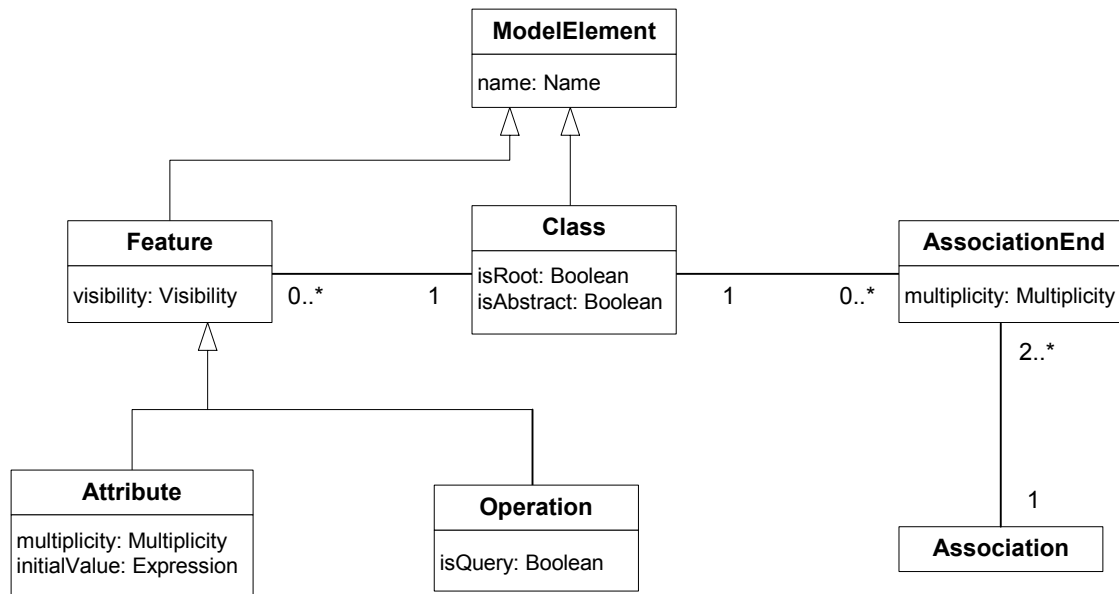 ModelElement
name: Name
Feature
visibility: Visibility
0..*
1
Class
isRoot: Boolean
isAbstract: Boolean
1
0..*
AssociationEnd
multiplicity: Multiplicity
2..*
1
Association
Attribute
multiplicity: Multiplicity
initialValue: Expression
Operation
isQuery: Boolean